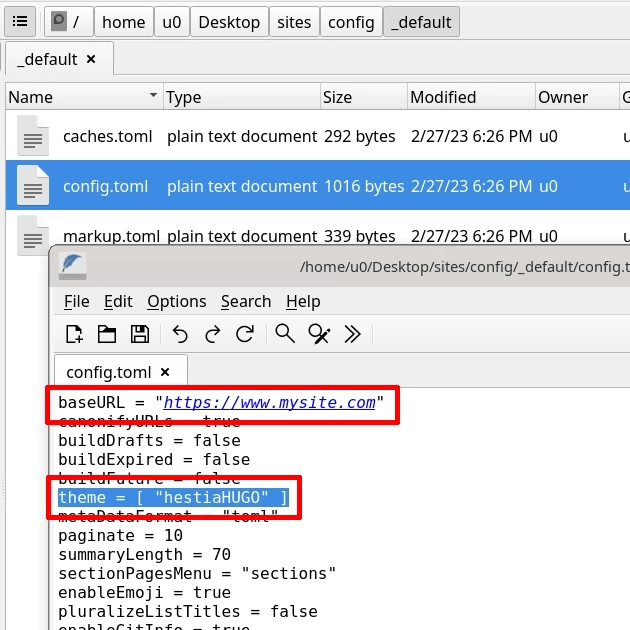 / home u0 Desktop sites config _default
_default ×
Name Type Size Modified Owner G
caches.toml plain text document 292 bytes 2/27/23 6:26 PM u0 u
config.toml plain text document 1016 bytes 2/27/23 6:26 PM u0 u
markup.toml plain text document 339 bytes 2/27/23 6:26 PM u0 u
/home/u0/Desktop/sites/config/_default/config.t
File Edit Options Search Help
config.toml ×
baseURL = "https://www.mysite.com"
canonifyURLs = true
buildDrafts = false
buildExpired = false
buildFuture = false
theme = [ "hestiaHUGO" ]
metaDataFormat = "toml"
paginate = 10
summaryLength = 70
sectionPagesMenu = "sections"
enableEmoji = true
pluralizeListTitles = false
enableGitInfo = true